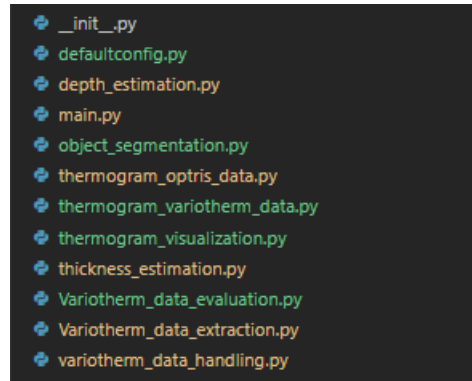 __init__.py
defaultconfig.py
depth_estimation.py
main.py
object_segmentation.py
thermogram_optris_data.py
thermogram_variotherm_data.py
thermogram_visualization.py
thickness_estimation.py
Variotherm_data_evaluation.py
Variotherm_data_extraction.py
variotherm_data_handling.py